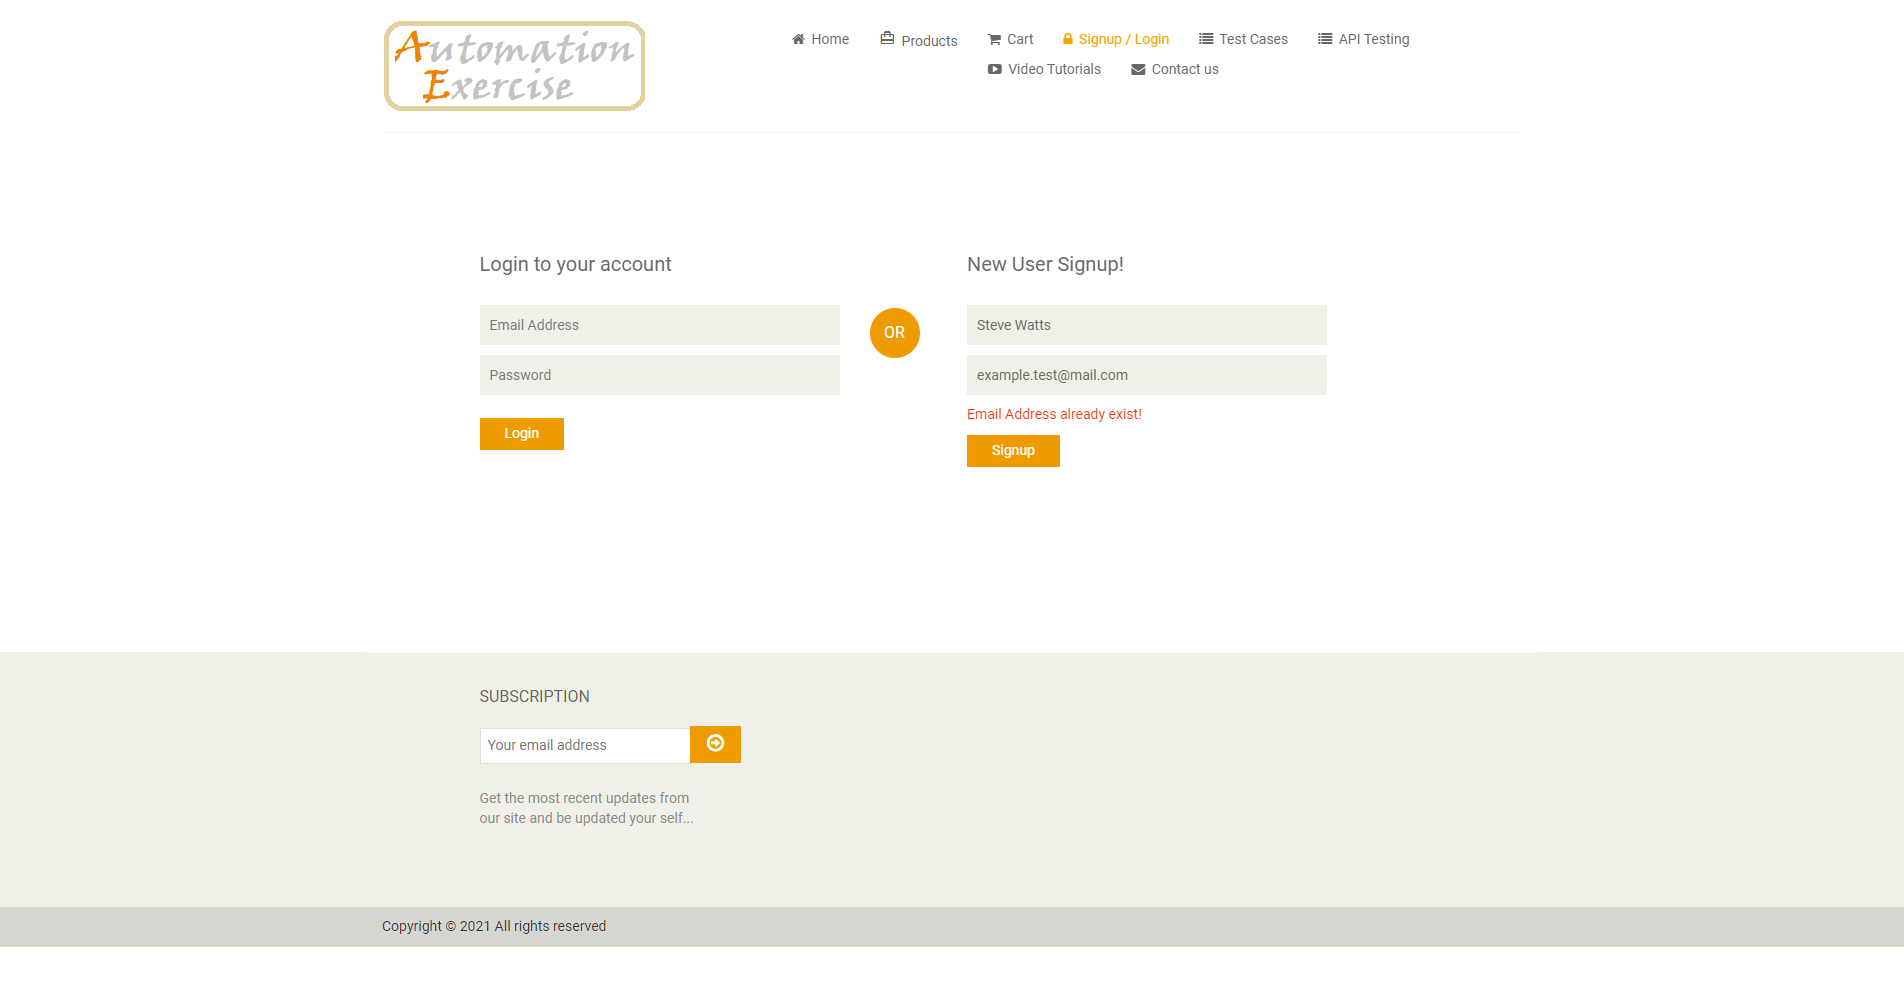 Automation
Exercise
Home Products Cart Signup / Login Test Cases API Testing
Video Tutorials Contact us
Login to your account
Email Address
Password
Login
OR
New User Signup!
Steve Watts
example.test@mail.com
Email Address already exist!
Signup
SUBSCRIPTION
Your email address
Get the most recent updates from
our site and be updated your self...
Copyright © 2021 All rights reserved